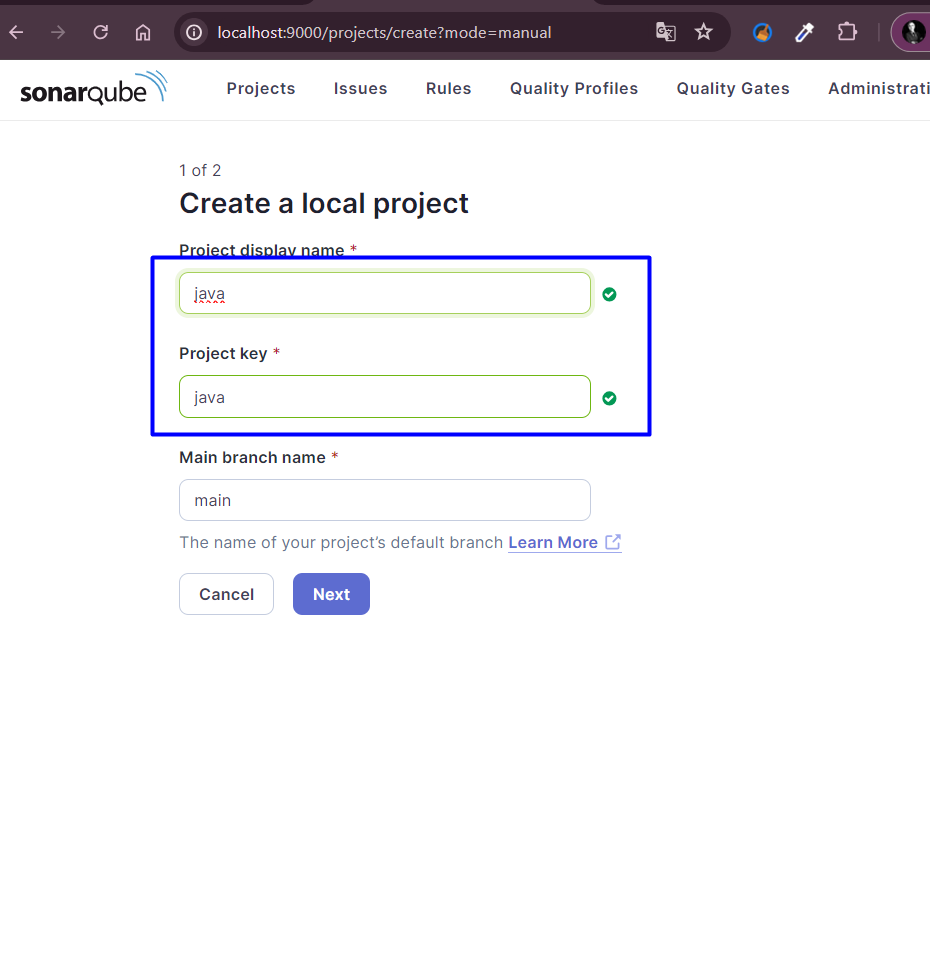 localhost:9000/projects/create?mode=manual
sonarqube Projects Issues Rules Quality Profiles Quality Gates Administrati
1 of 2
Create a local project
Project display name *
java
Project key *
java
Main branch name *
main
The name of your project’s default branch Learn More
Cancel Next